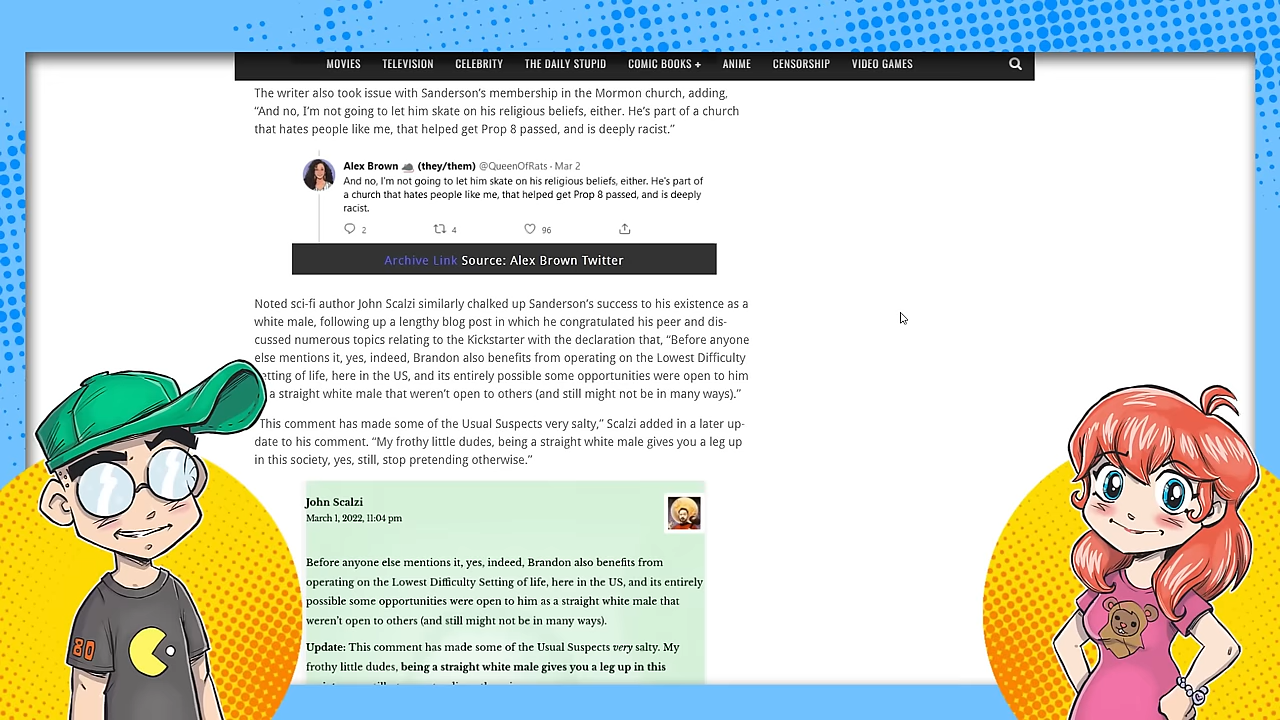 MOVIES TELEVISION CELEBRITY THE DAILY STUPID COMIC BOOKS + ANIME CENSORSHIP VIDEO GAMES
The writer also took issue with Sanderson’s membership in the Mormon church, adding,
“And no, I’m not going to let him skate on his religious beliefs, either. He’s part of a church
that hates people like me, that helped get Prop 8 passed, and is deeply racist.”
Alex Brown (they/them) @QueenOfRats · Mar 2
And no, I'm not going to let him skate on his religious beliefs, either. He's part of
a church that hates people like me, that helped get Prop 8 passed, and is deeply
racist.
2 4 96
Archive Link Source: Alex Brown Twitter
Noted sci-fi author John Scalzi similarly chalked up Sanderson’s success to his existence as a
white male, following up a lengthy blog post in which he congratulated his peer and dis-
cussed numerous topics relating to the Kickstarter with the declaration that, “Before anyone
else mentions it, yes, indeed, Brandon also benefits from operating on the Lowest Difficulty
etting of life, here in the US, and its entirely possible some opportunities were open to him
a straight white male that weren’t open to others (and still might not be in many ways).”
This comment has made some of the Usual Suspects very salty,” Scalzi added in a later up-
date to his comment. “My frothy little dudes, being a straight white male gives you a leg up
in this society, yes, still, stop pretending otherwise.”
John Scalzi
March 1, 2022, 11:04 pm
Before anyone else mentions it, yes, indeed, Brandon also benefits from
operating on the Lowest Difficulty Setting of life, here in the US, and its entirely
possible some opportunities were open to him as a straight white male that
weren’t open to others (and still might not be in many ways).
Update: This comment has made some of the Usual Suspects very salty. My
frothy little dudes, being a straight white male gives you a leg up in this
80